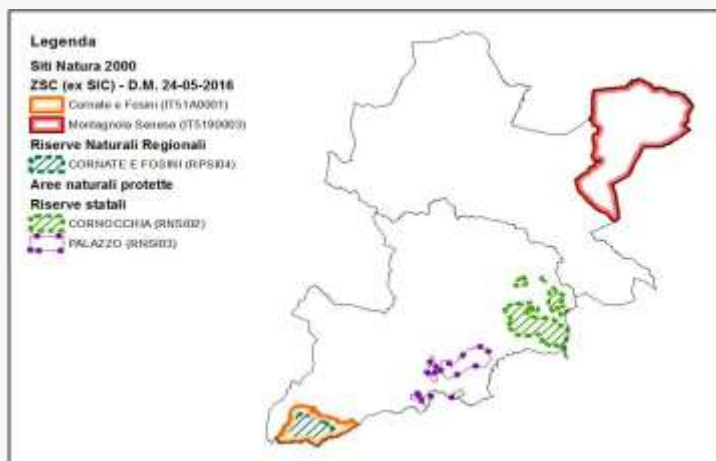 Legenda
Siti Natura 2000
ZSC (ex SIC) - D.M. 24-05-2016
Cornate e Fosini (IT51A0001)
Montagnola Senese (IT5190003)
Riserve Naturali Regionali
CORNATE E FOSINI (RPSI04)
Aree naturali protette
Riserve statali
CORNOCCHIA (RNSI02)
PALAZZO (RNSI03)